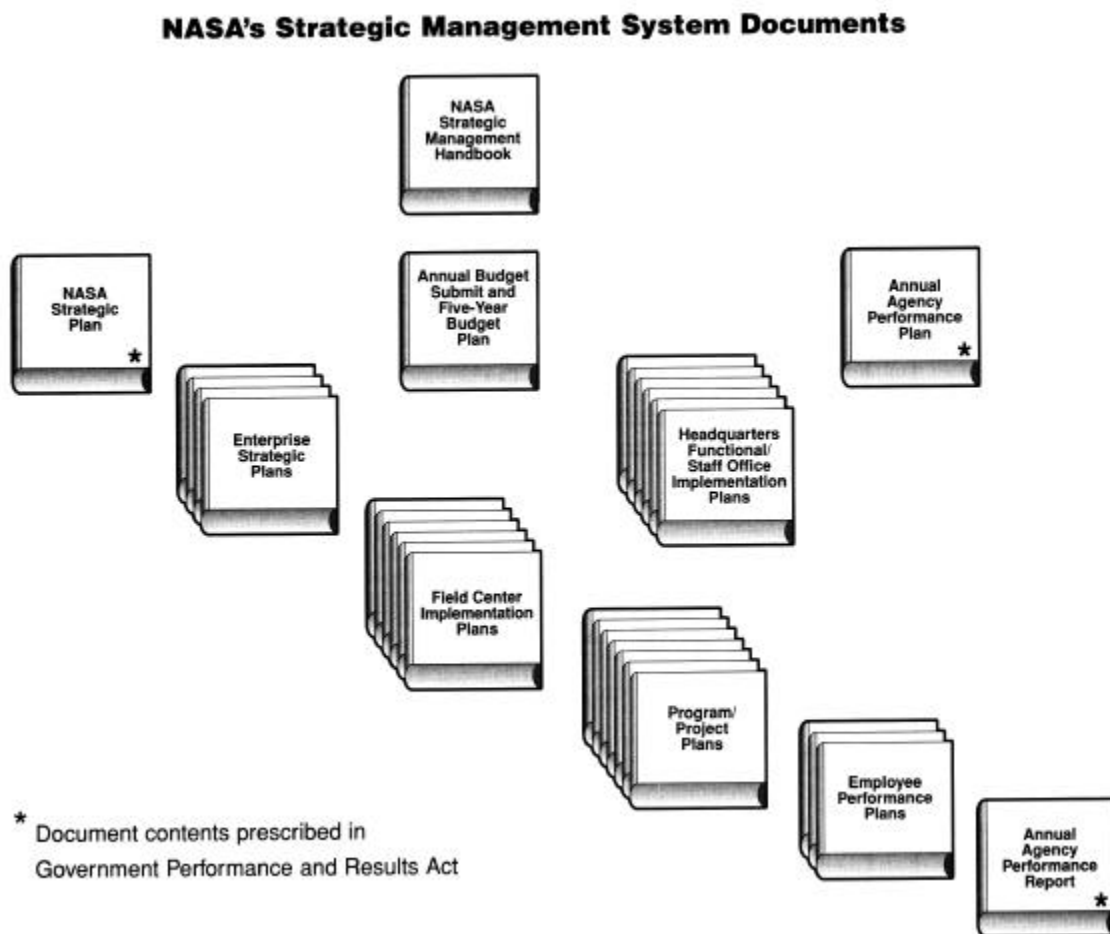 NASA's Strategic Management System Documents
NASA
Strategic
Management
Handbook
NASA
Strategic
Plan
*
Annual Budget
Submit and
Five-Year
Budget
Plan
Annual
Agency
Performance
Plan
*
Enterprise
Strategic
Plans
Headquarters
Functional/
Staff Office
Implementation
Plans
Field Center
Implementation
Plans
Program/
Project
Plans
Employee
Performance
Plans
Annual
Agency
Performance
Report
*
* Document contents prescribed in
Government Performance and Results Act